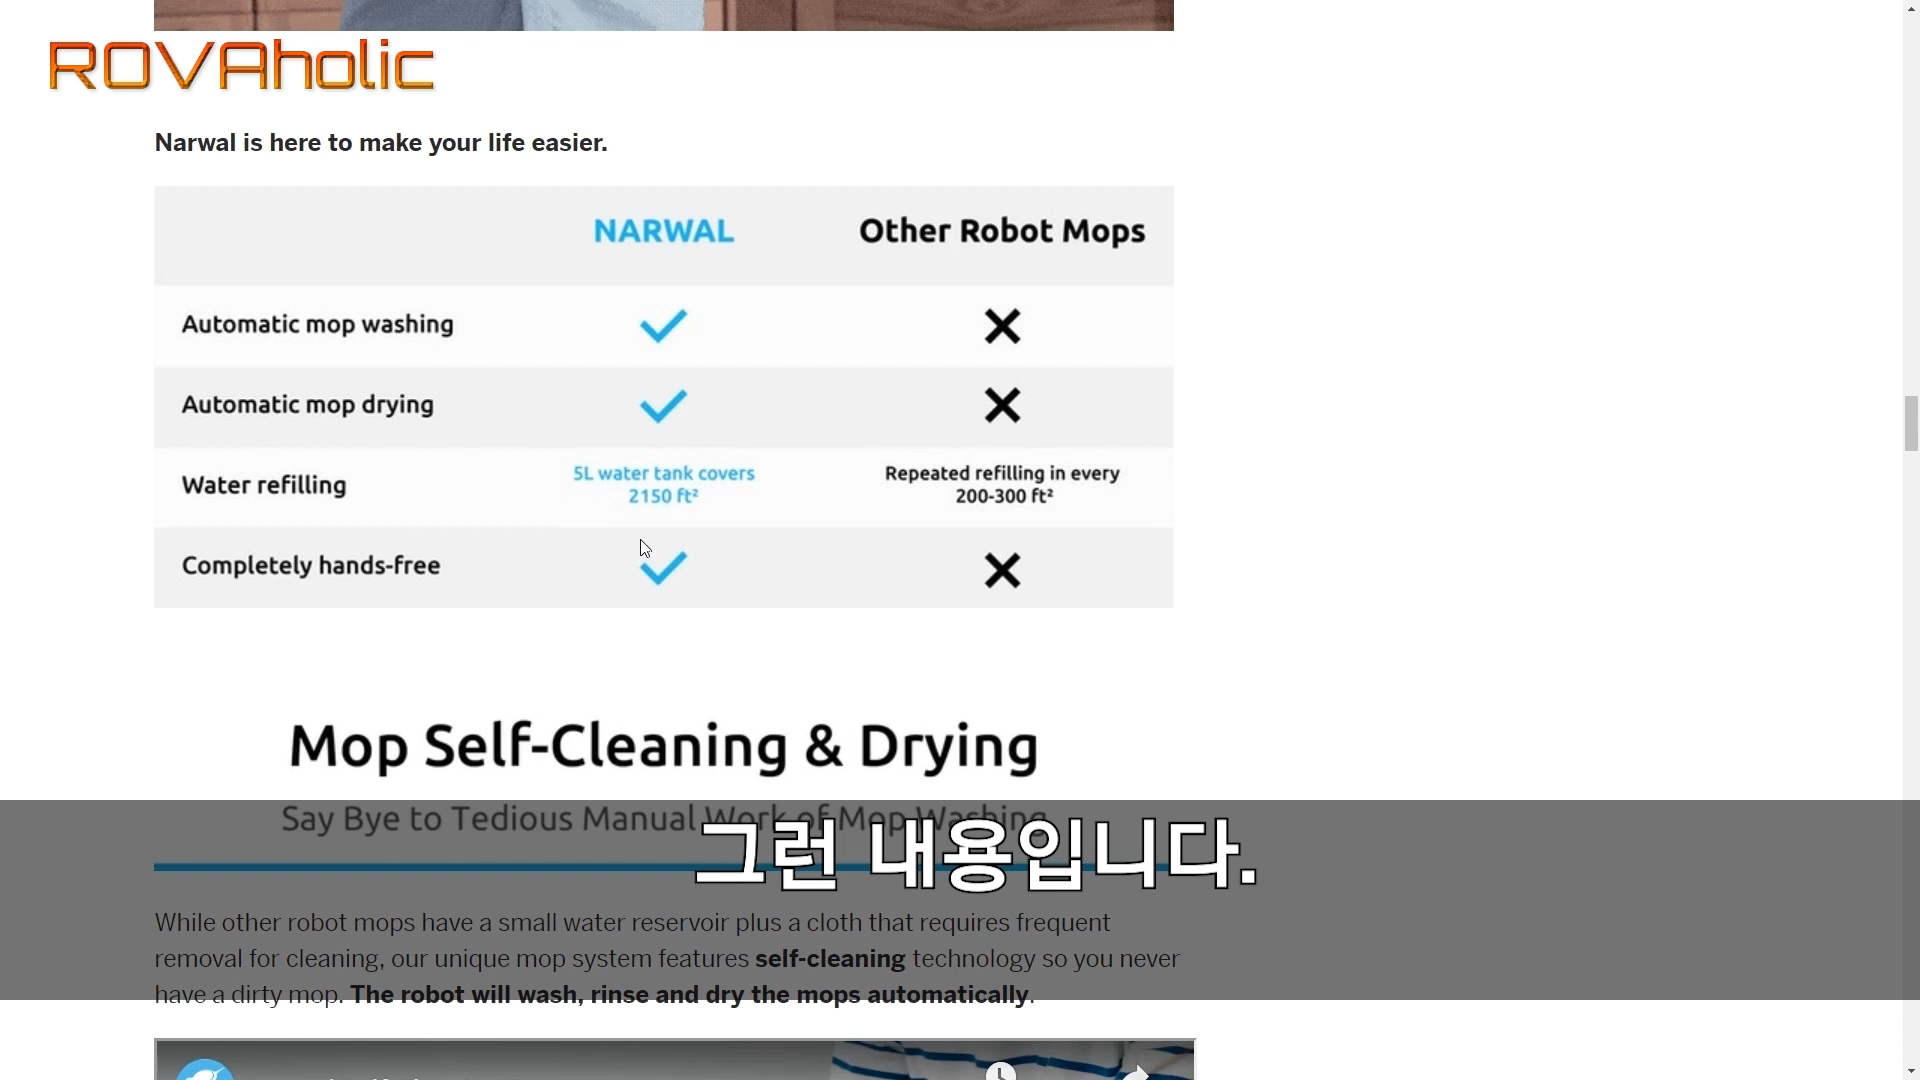 ROVAholic
Narwal is here to make your life easier.
NARWAL Other Robot Mops
Automatic mop washing
Automatic mop drying
Water refilling
5L water tank covers
2150 ft²
Repeated refilling in every
200-300 ft²
Completely hands-free
Mop Self-Cleaning & Drying
Say Bye to Tedious Manual Work of Mop Washing
그런 내용입니다.
While other robot mops have a small water reservoir plus a cloth that requires frequent
removal for cleaning, our unique mop system features self-cleaning technology so you never
have a dirty mop. The robot will wash, rinse and dry the mops automatically.